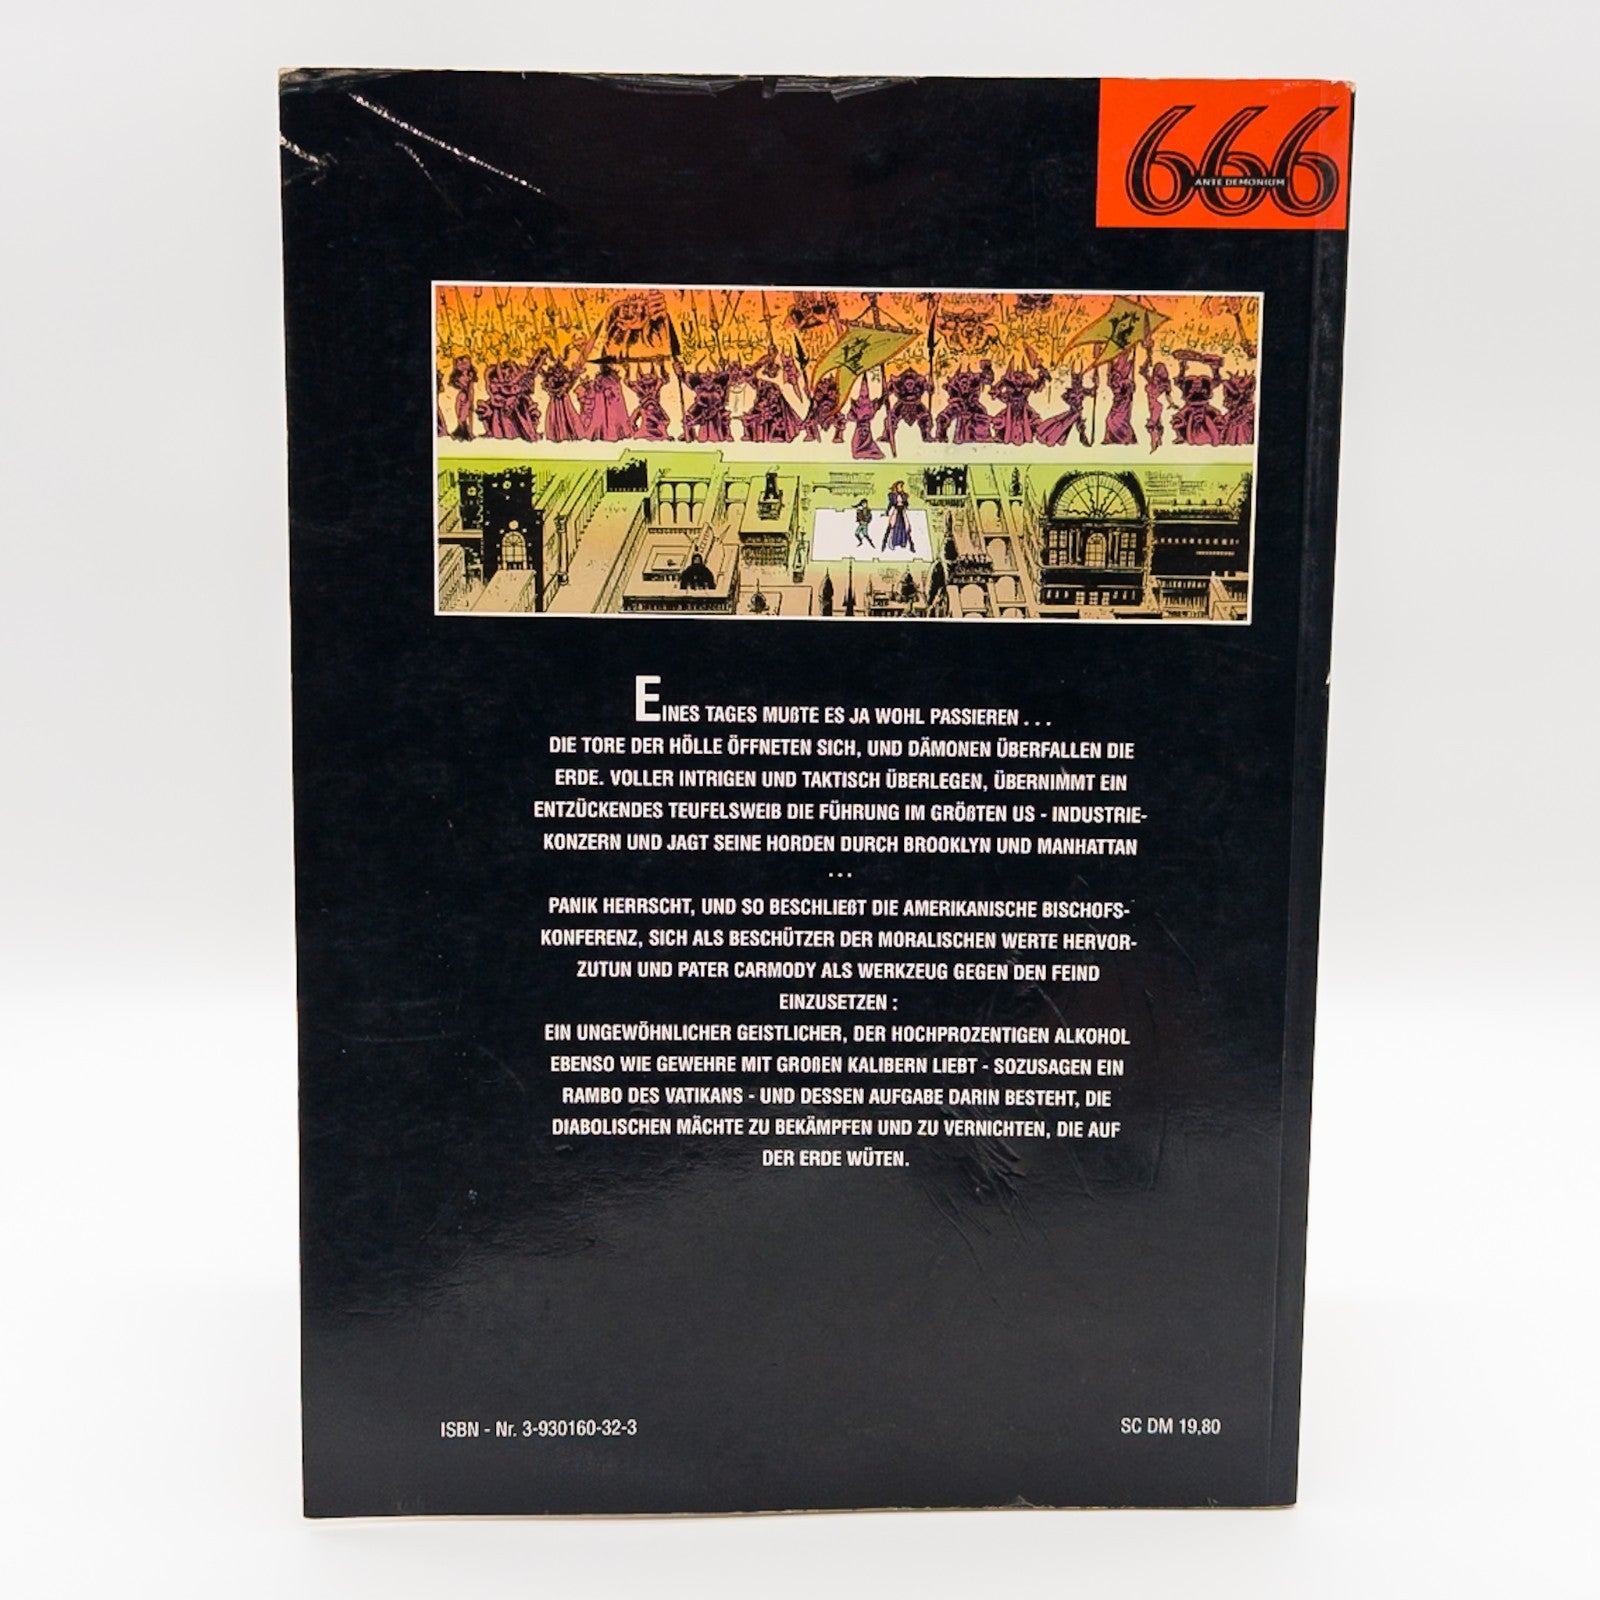 666
ANTE DEMONIUM
EINES TAGES MUßTE ES JA WOHL PASSIEREN . . .
DIE TORE DER HÖLLE ÖFFNETEN SICH, UND DÄMONEN ÜBERFALLEN DIE
ERDE. VOLLER INTRIGEN UND TAKTISCH ÜBERLEGEN, ÜBERNIMMT EIN
ENTZÜCKENDES TEUFELSWEIB DIE FÜHRUNG IM GRÖßTEN US - INDUSTRIE-
KONZERN UND JAGT SEINE HORDEN DURCH BROOKLYN UND MANHATTAN
. . .
PANIK HERRSCHT, UND SO BESCHLIEßT DIE AMERIKANISCHE BISCHOFS-
KONFERENZ, SICH ALS BESCHÜTZER DER MORALISCHEN WERTE HERVOR-
ZUTUN UND PATER CARMODY ALS WERKZEUG GEGEN DEN FEIND
EINZUSETZEN :
EIN UNGEWÖHNLICHER GEISTLICHER, DER HOCHPROZENTIGEN ALKOHOL
EBENSO WIE GEWEHRE MIT GROßEN KALIBERN LIEBT - SOZUSAGEN EIN
RAMBO DES VATIKANS - UND DESSEN AUFGABE DARIN BESTEHT, DIE
DIABOLISCHEN MÄCHTE ZU BEKÄMPFEN UND ZU VERNICHTEN, DIE AUF
DER ERDE WÜTEN.
ISBN - Nr. 3-930160-32-3
SC DM 19,80